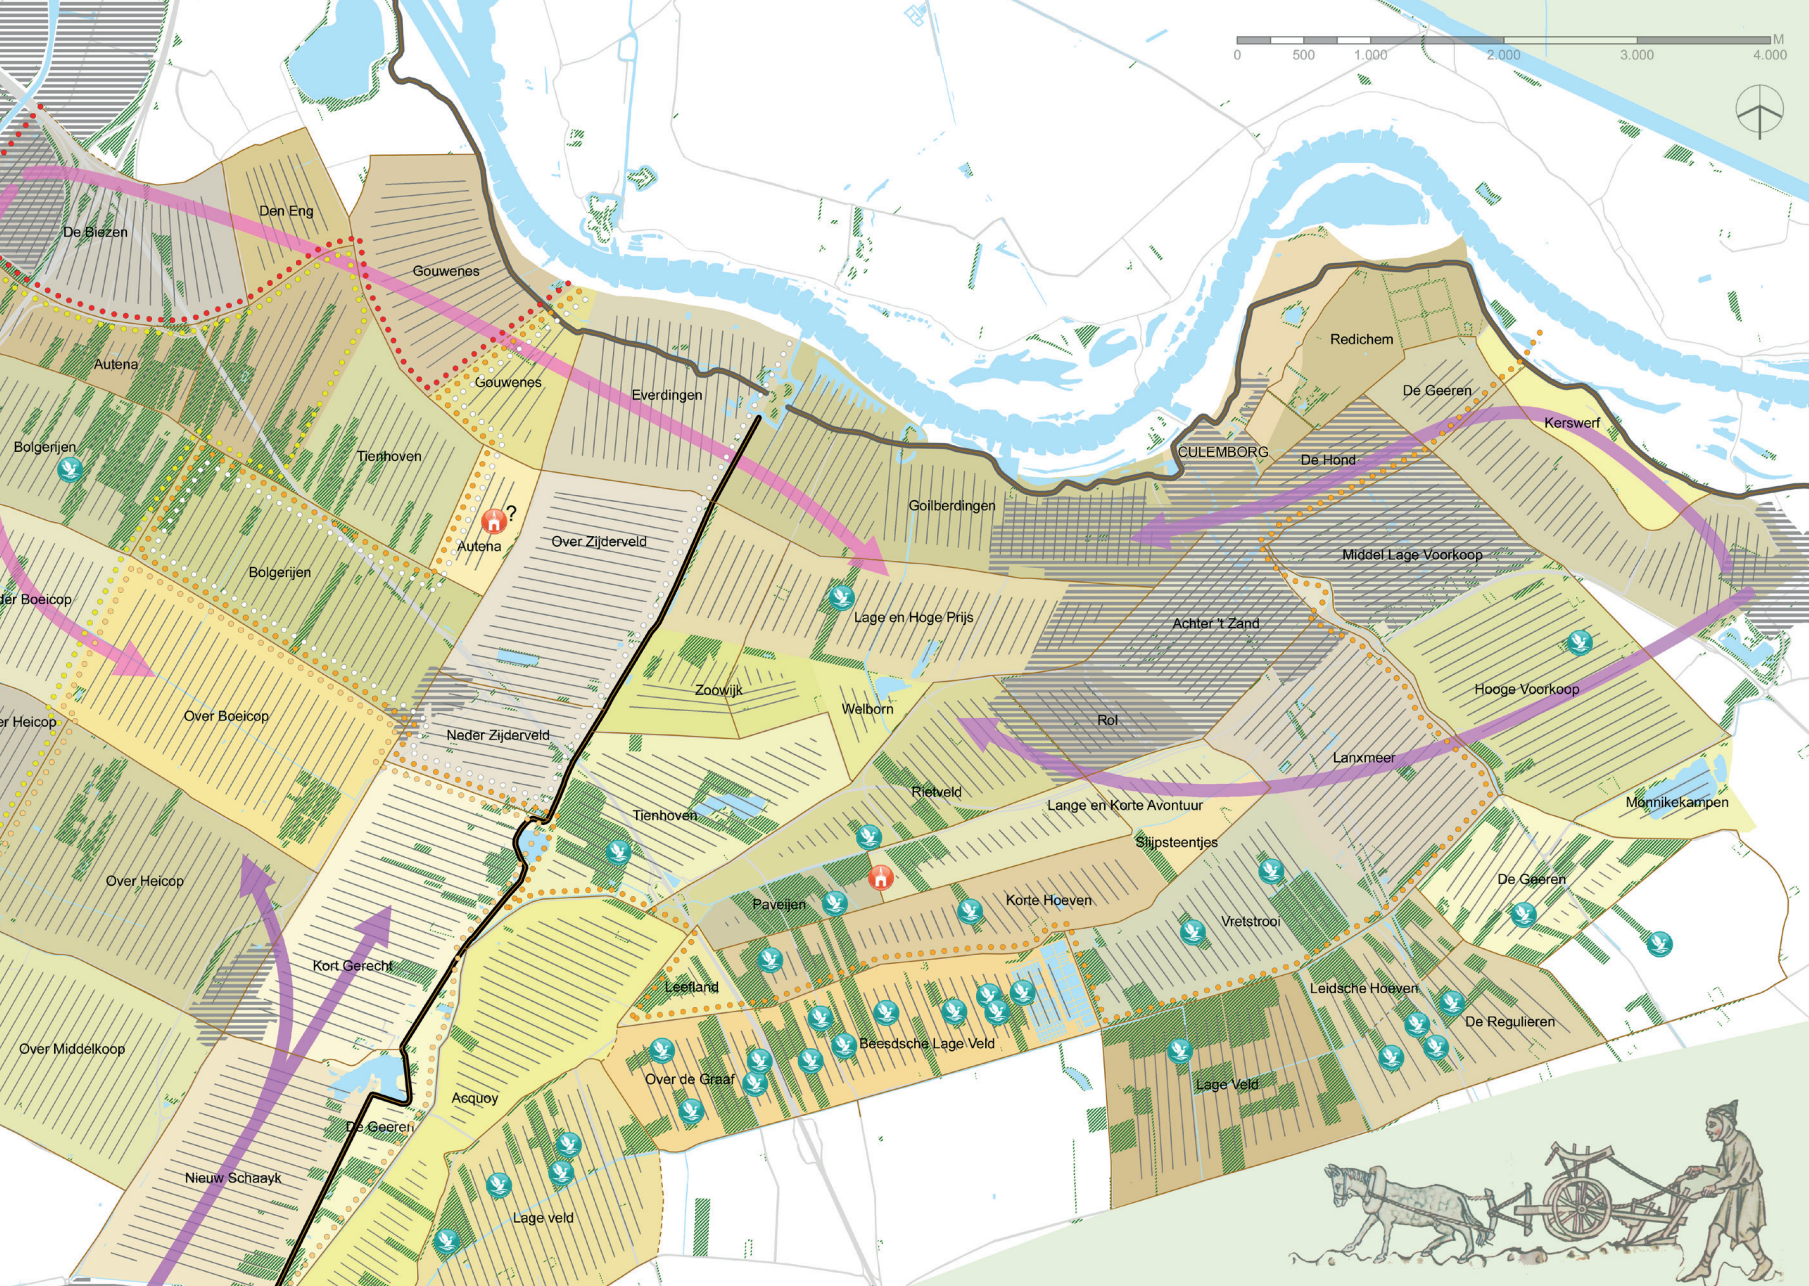 M
0 500 1.000 2.000 3.000 4.000
De Biezen
Den Eng
Gouwenes
Redichem
Autena
Gouwenes
Everdingen
De Geeren
Kerswerf
Bolgerijen
Tienhoven
CULEMBORG
De Hond
Goilberdingen
?
Autena
Over Zijderveld
Middel Lage Voorkoop
Bolgerijen
der Boeicop
Lage en Hoge Prijs
Achter 't Zand
Zoowijk
Hooge Voorkoop
Over Boeicop
er Heicop
Welborn
Rol
Neder Zijderveld
Lanxmeer
Rietveld
Lange en Korte Avontuur
Monnikekampen
Tienhoven
Slijpsteentjes
Over Heicop
De Geeren
Paveijen
Korte Hoeven
Vretstrooi
Kort Gerecht
Leefland
Leidsche Hoeven
De Regulieren
Over Middelkoop
Beesdsche Lage Veld
Over de Graaf
Lage Veld
Acquoy
De Geeren
Nieuw Schaayk
Lage veld